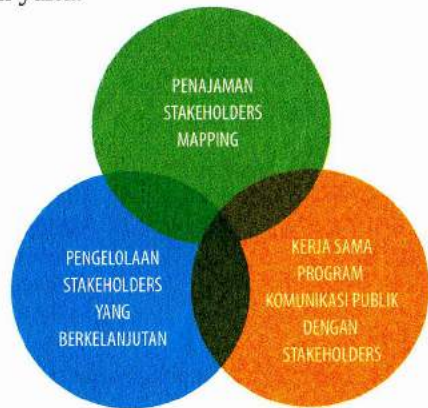 PENAJAMAN
STAKEHOLDERS
MAPPING
PENGELOLAAN
STAKEHOLDERS
YANG
BERKELANJUTAN
KERJA SAMA
PROGRAM
KOMUNIKASI PUBLIK
DENGAN
STAKEHOLDERS